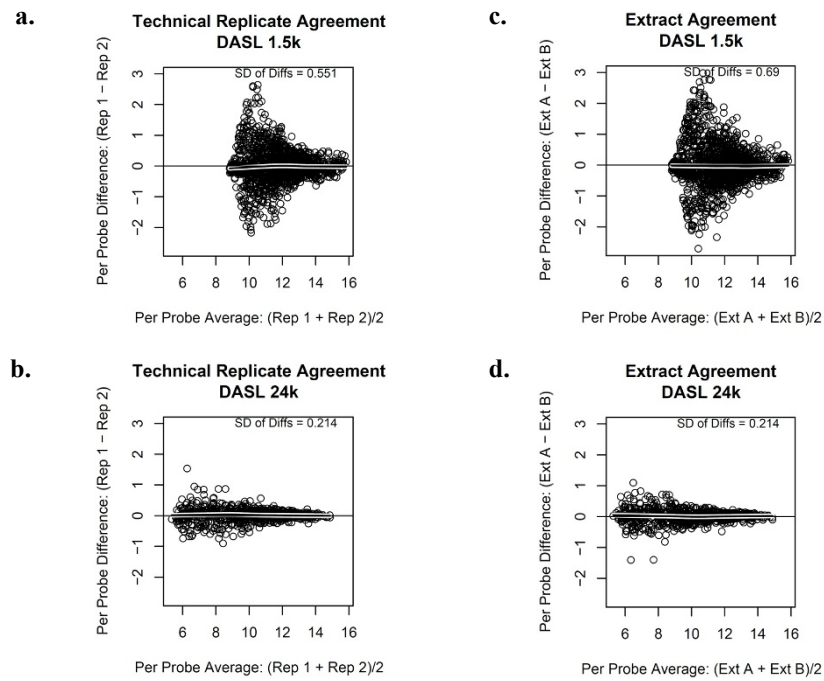 a.
Technical Replicate Agreement
DASL 1.5k
SD of Diffs = 0.551
Per Probe Difference: (Rep 1 − Rep 2)
3
2
1
0
-1
-2
6 8 10 12 14 16
Per Probe Average: (Rep 1 + Rep 2)/2
c.
Extract Agreement
DASL 1.5k
SD of Diffs = 0.69
Per Probe Difference: (Ext A − Ext B)
3
2
1
0
-1
-2
6 8 10 12 14 16
Per Probe Average: (Ext A + Ext B)/2
b.
Technical Replicate Agreement
DASL 24k
SD of Diffs = 0.214
Per Probe Difference: (Rep 1 − Rep 2)
3
2
1
0
-1
-2
6 8 10 12 14 16
Per Probe Average: (Rep 1 + Rep 2)/2
d.
Extract Agreement
DASL 24k
SD of Diffs = 0.214
Per Probe Difference: (Ext A − Ext B)
3
2
1
0
-1
-2
6 8 10 12 14 16
Per Probe Average: (Ext A + Ext B)/2